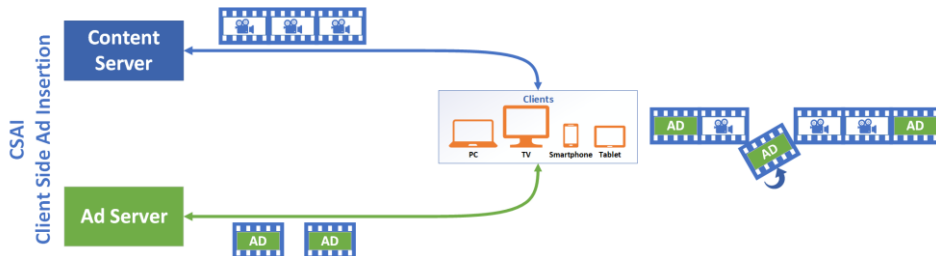 CSAI
Client Side Ad Insertion
Content
Server
Clients
PC
TV
Smartphone
Tablet
AD
AD
AD
Ad Server
AD
AD